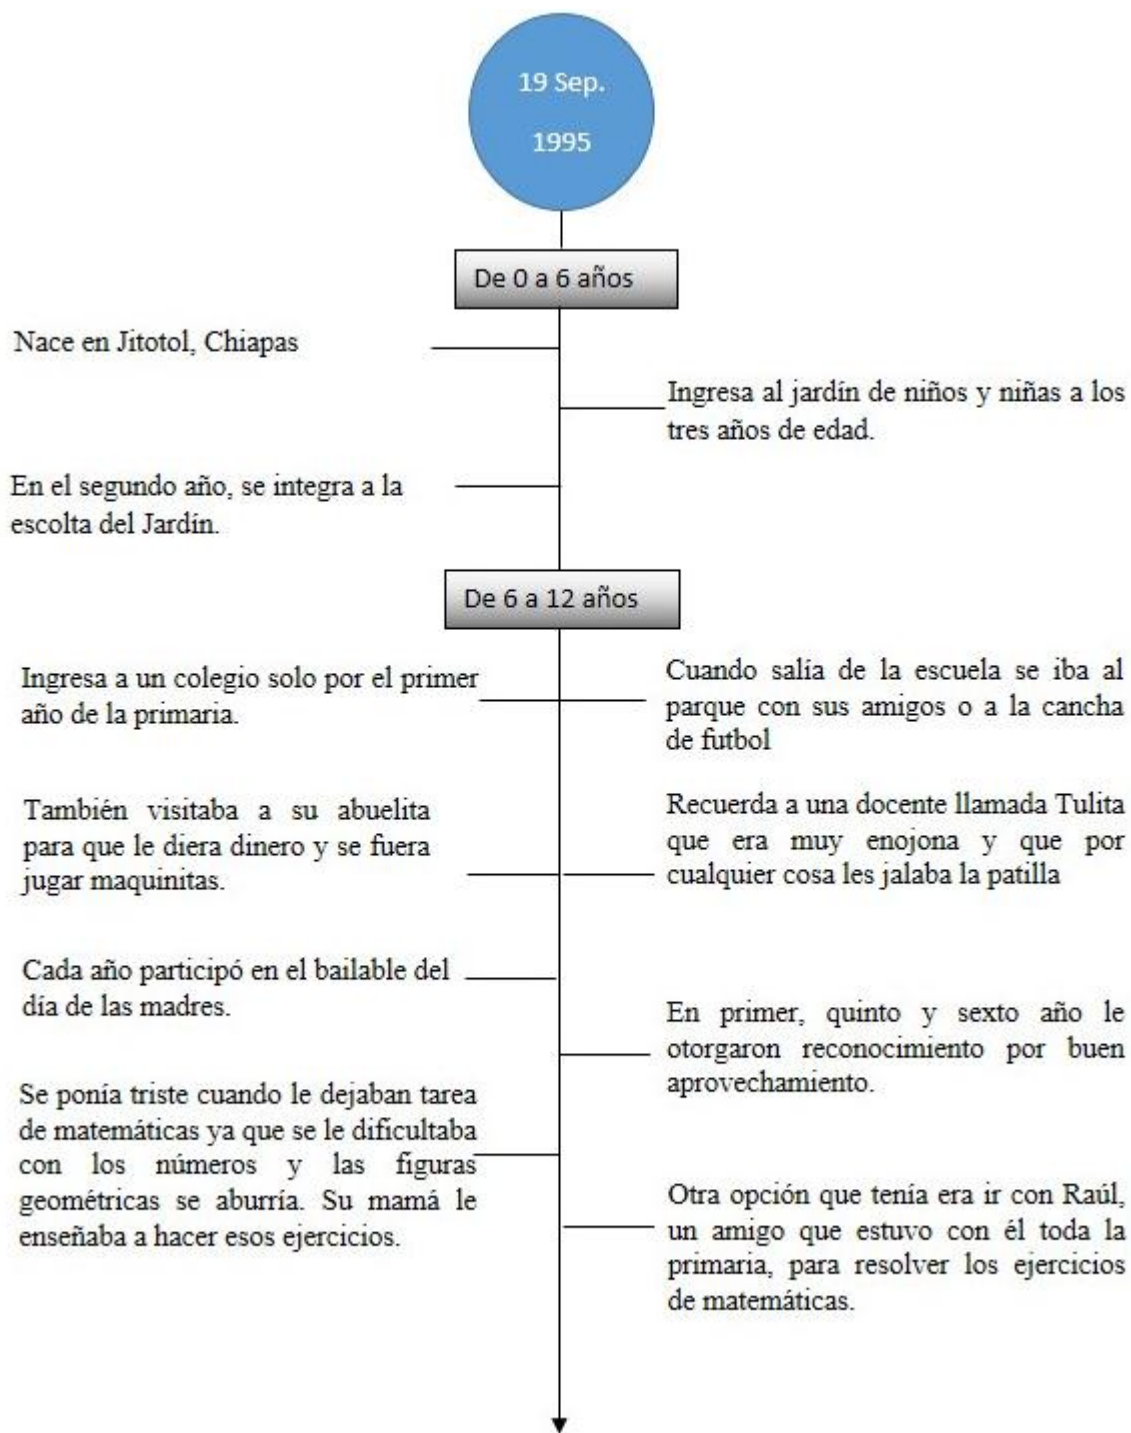 19 Sep.
1995
De 0 a 6 años
Nace en Jitotol, Chiapas
Ingresa al jardín de niños y niñas a los
tres años de edad.
En el segundo año, se integra a la
escolta del Jardín.
De 6 a 12 años
Ingresa a un colegio solo por el primer
año de la primaria.
Cuando salía de la escuela se iba al
parque con sus amigos o a la cancha
de futbol
También visitaba a su abuelita
para que le diera dinero y se fuera
jugar maquinitas.
Recuerda a una docente llamada Tulita
que era muy enojona y que por
cualquier cosa les jalaba la patilla
Cada año participó en el bailable del
día de las madres.
En primer, quinto y sexto año le
otorgaron reconocimiento por buen
aprovechamiento.
Se ponía triste cuando le dejaban tarea
de matemáticas ya que se le dificultaba
con los números y las figuras
geométricas se aburría. Su mamá le
enseñaba a hacer esos ejercicios.
Otra opción que tenía era ir con Raúl,
un amigo que estuvo con él toda la
primaria, para resolver los ejercicios
de matemáticas.